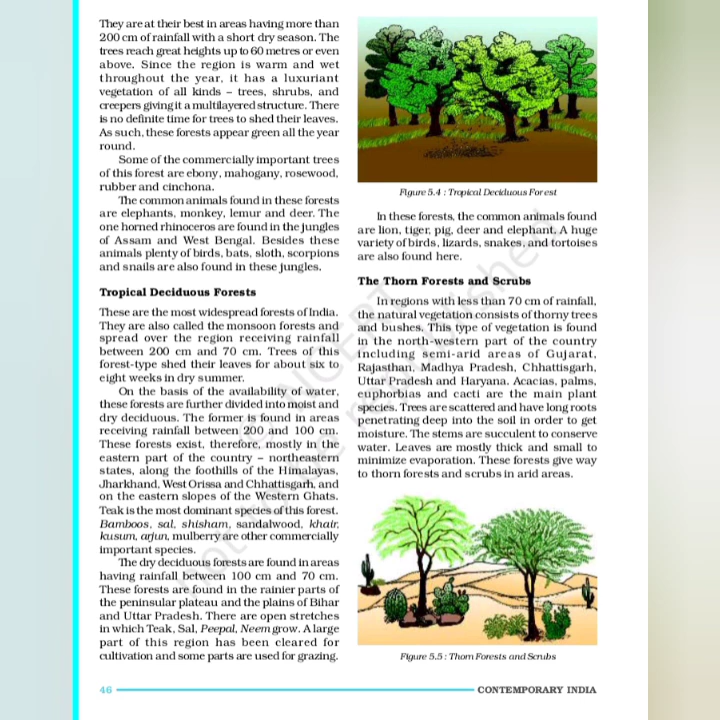 They are at their best in areas having more than
200 cm of rainfall with a short dry season. The
trees reach great heights up to 60 metres or even
above. Since the region is warm and wet
throughout the year, it has a luxuriant
vegetation of all kinds – trees, shrubs, and
creepers giving it a multilayered structure. There
is no definite time for trees to shed their leaves.
As such, these forests appear green all the year
round.
Some of the commercially important trees
of this forest are ebony, mahogany, rosewood,
rubber and cinchona.
The common animals found in these forests
are elephants, monkey, lemur and deer. The
one horned rhinoceros are found in the jungles
of Assam and West Bengal. Besides these
animals plenty of birds, bats, sloth, scorpions
and snails are also found in these jungles.
Tropical Deciduous Forests
These are the most widespread forests of India.
They are also called the monsoon forests and
spread over the region receiving rainfall
between 200 cm and 70 cm. Trees of this
forest-type shed their leaves for about six to
eight weeks in dry summer.
On the basis of the availability of water,
these forests are further divided into moist and
dry deciduous. The former is found in areas
receiving rainfall between 200 and 100 cm.
These forests exist, therefore, mostly in the
eastern part of the country – northeastern
states, along the foothills of the Himalayas,
Jharkhand, West Orissa and Chhattisgarh, and
on the eastern slopes of the Western Ghats.
Teak is the most dominant species of this forest.
Bamboos, sal, shisham, sandalwood, khair,
kusum, arjun, mulberry are other commercially
important species.
The dry deciduous forests are found in areas
having rainfall between 100 cm and 70 cm.
These forests are found in the rainier parts of
the peninsular plateau and the plains of Bihar
and Uttar Pradesh. There are open stretches
in which Teak, Sal, Peepal, Neem grow. A large
part of this region has been cleared for
cultivation and some parts are used for grazing.
Figure 5.4 : Tropical Deciduous Forest
In these forests, the common animals found
are lion, tiger, pig, deer and elephant. A huge
variety of birds, lizards, snakes, and tortoises
are also found here.
The Thorn Forests and Scrubs
In regions with less than 70 cm of rainfall,
the natural vegetation consists of thorny trees
and bushes. This type of vegetation is found
in the north-western part of the country
including semi-arid areas of Gujarat,
Rajasthan, Madhya Pradesh, Chhattisgarh,
Uttar Pradesh and Haryana. Acacias, palms,
euphorbias and cacti are the main plant
species. Trees are scattered and have long roots
penetrating deep into the soil in order to get
moisture. The stems are succulent to conserve
water. Leaves are mostly thick and small to
minimize evaporation. These forests give way
to thorn forests and scrubs in arid areas.
Figure 5.5 : Thorn Forests and Scrubs
46
CONTEMPORARY INDIA